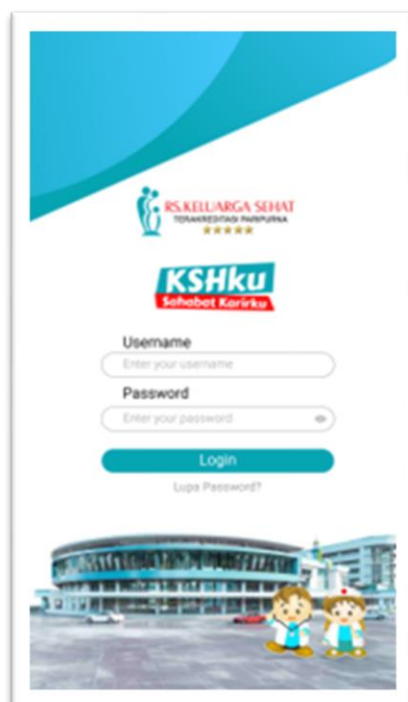 RS.KELUARGA SEHAT
TERAKREDITASI PARIPURNA
KSHku
Sahabat Karirku
Username
Enter your username
Password
Enter your password
Login
Lupa Password?